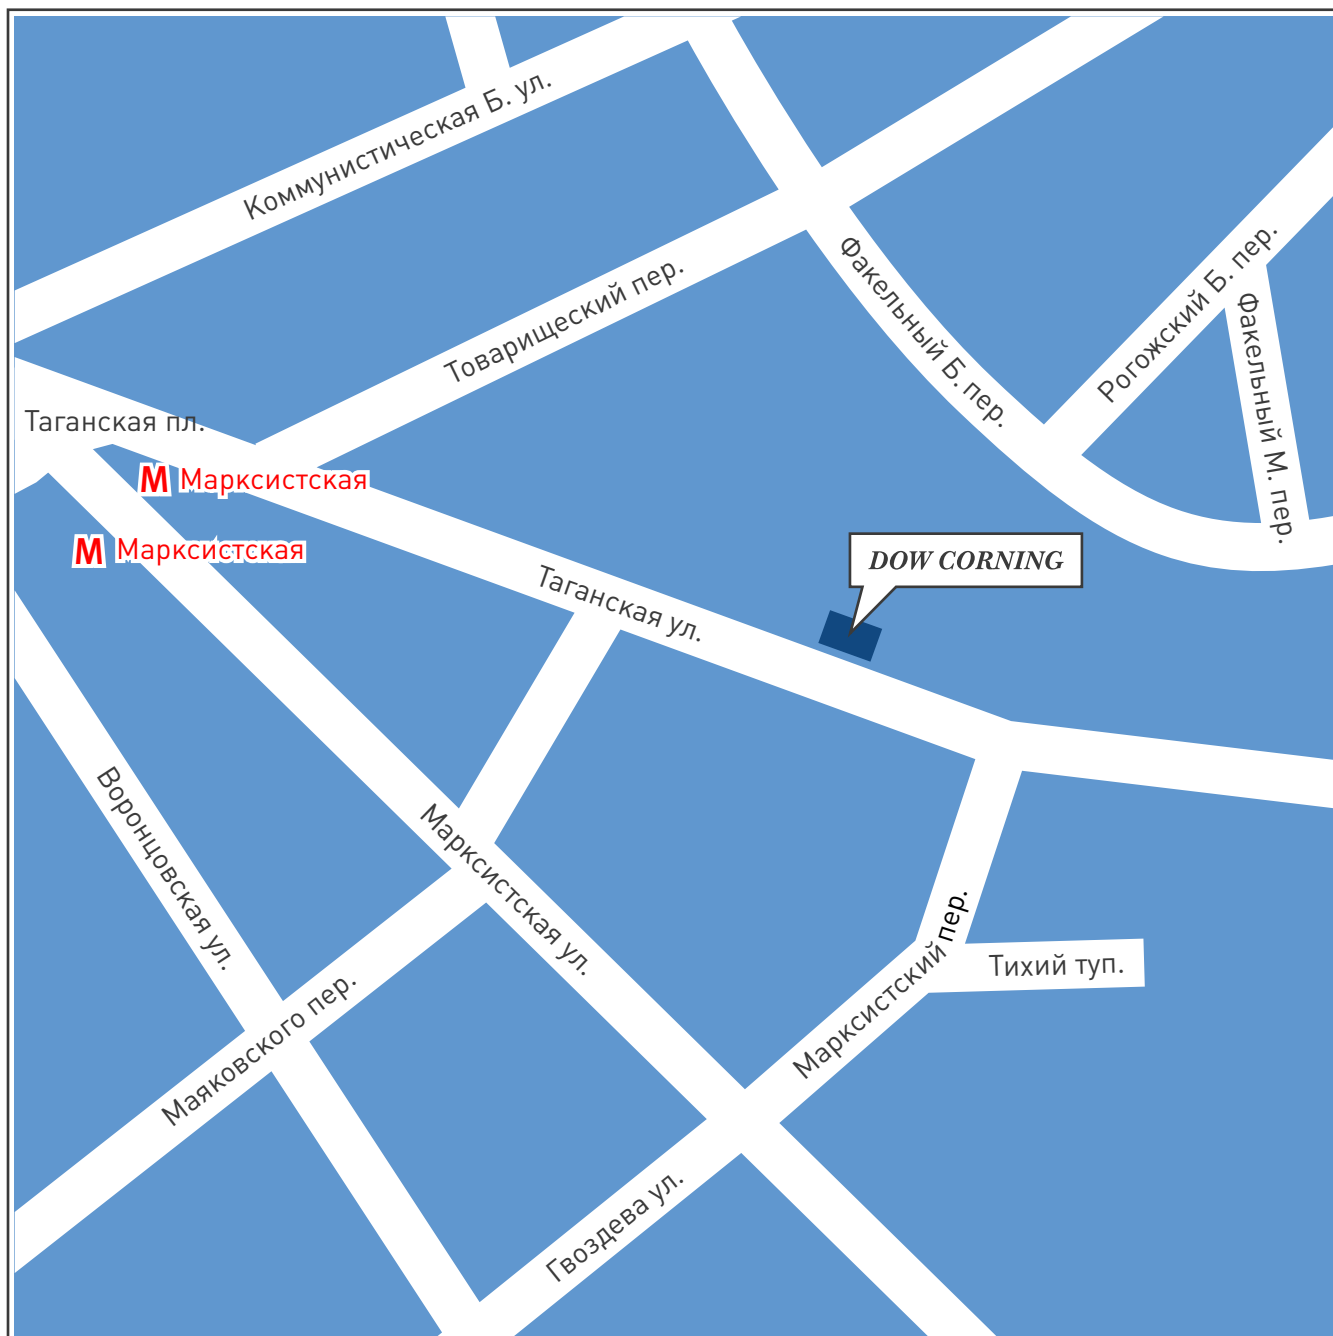 Коммунистическая Б. ул.
Товарищеский пер.
Факельный Б. пер.
Рогожский Б. пер.
Факельный М. пер.
Таганская пл.
М Марксистская
М Марксистская
DOW CORNING
Таганская ул.
Воронцовская ул.
Марксистская ул.
Марксистский пер.
Тихий туп.
Маяковского пер.
Гвоздева ул.